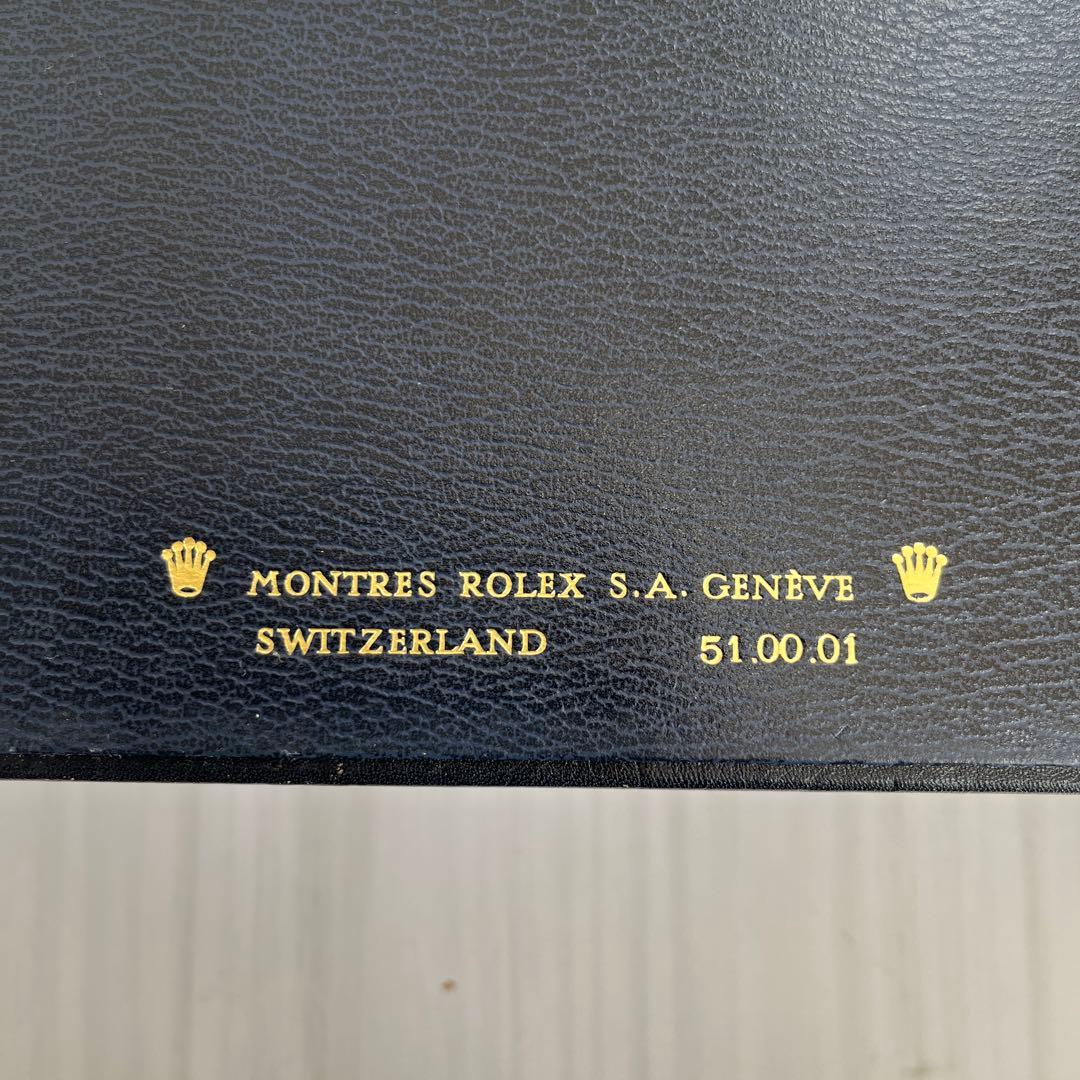 MONTRES ROLEX S.A. GENÈVE
SWITZERLAND 51.00.01